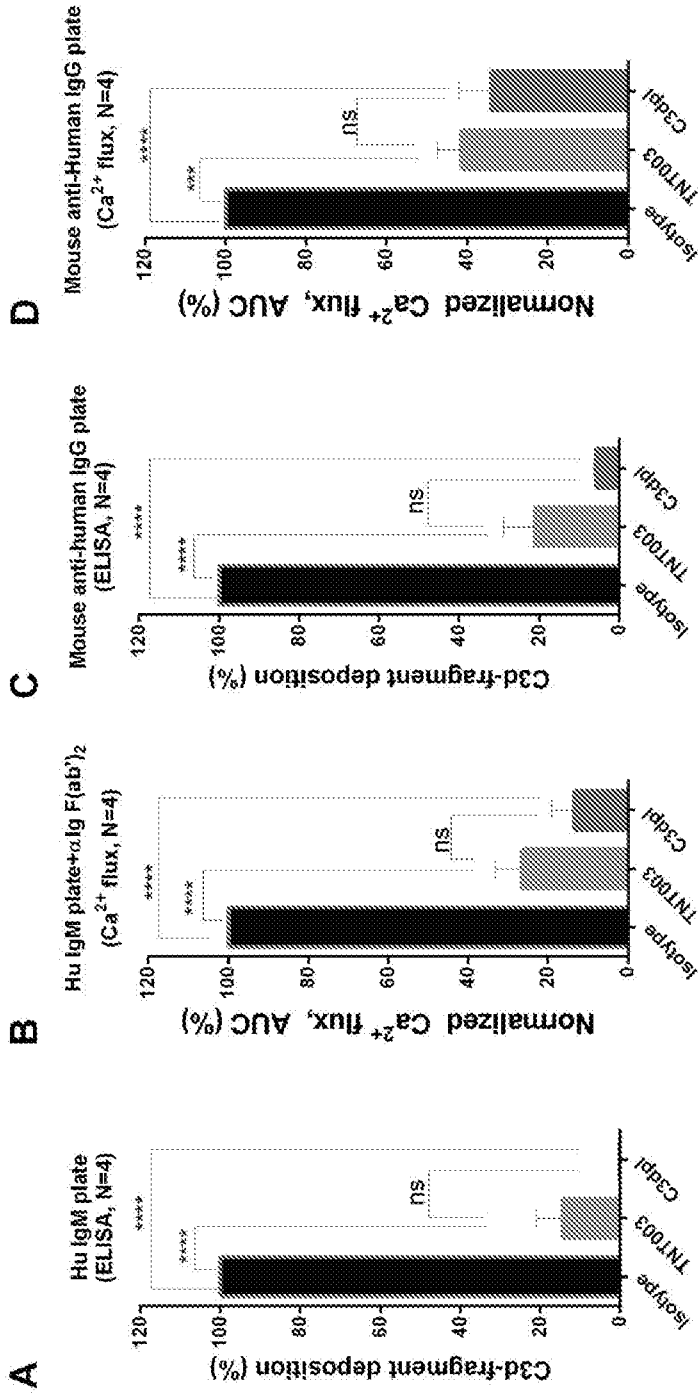 A
Hu IgM plate
(ELISA, N=4)
C3d-fragment deposition (%)
120
100
80
60
40
20
0
****
****
ns
Isotype
TNT003
C3dpl
B
Hu IgM plate+αIg F(ab')₂
(Ca²⁺ flux, N=4)
Normalized Ca²⁺ flux, AUC (%)
120
100
80
60
40
20
0
****
****
ns
Isotype
TNT003
C3dpl
C
Mouse anti-human IgG plate
(ELISA, N=4)
C3d-fragment deposition (%)
120
100
80
60
40
20
0
****
****
ns
Isotype
TNT003
C3dpl
D
Mouse anti-Human IgG plate
(Ca²⁺ flux, N=4)
Normalized Ca²⁺ flux, AUC (%)
120
100
80
60
40
20
0
****
***
ns
Isotype
TNT003
C3dpl